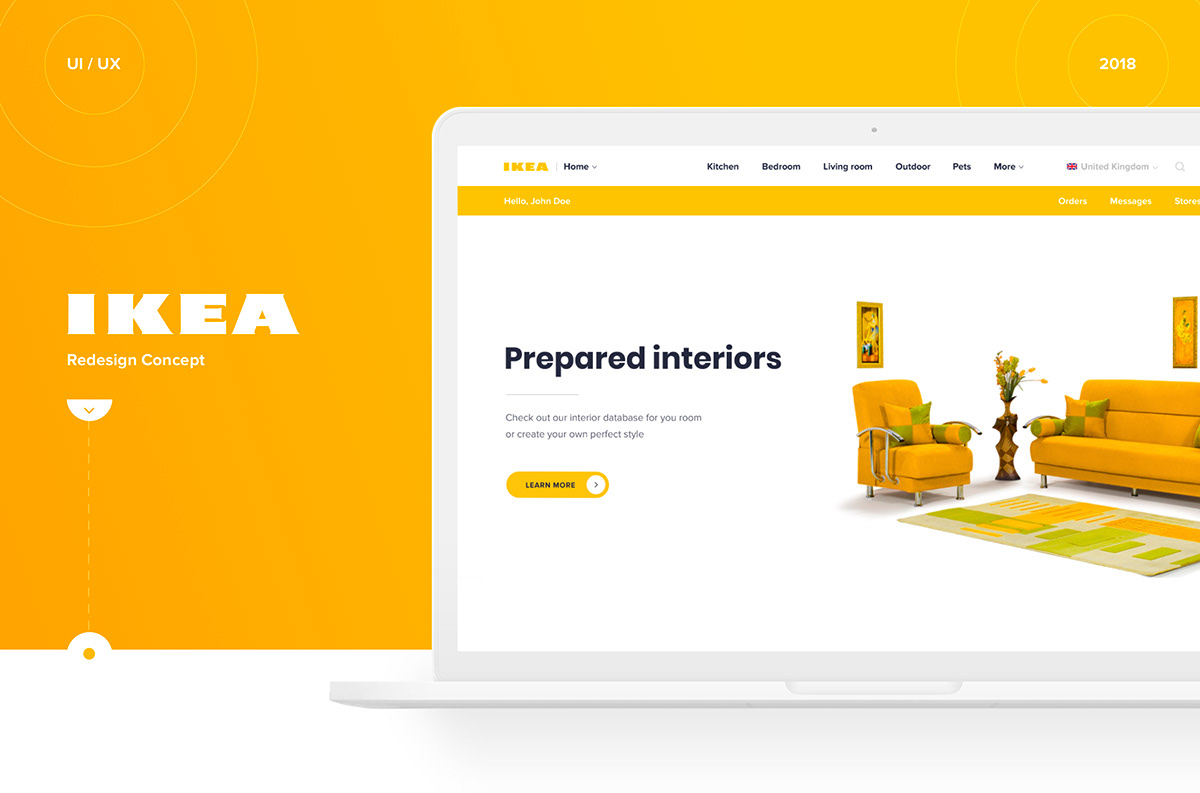 UI / UX
2018
IKEA
Redesign Concept
IKEA Home Kitchen Bedroom Living room Outdoor Pets More United Kingdom
Hello, John Doe Orders Messages Stores
Prepared interiors
Check out our interior database for you room
or create your own perfect style
LEARN MORE